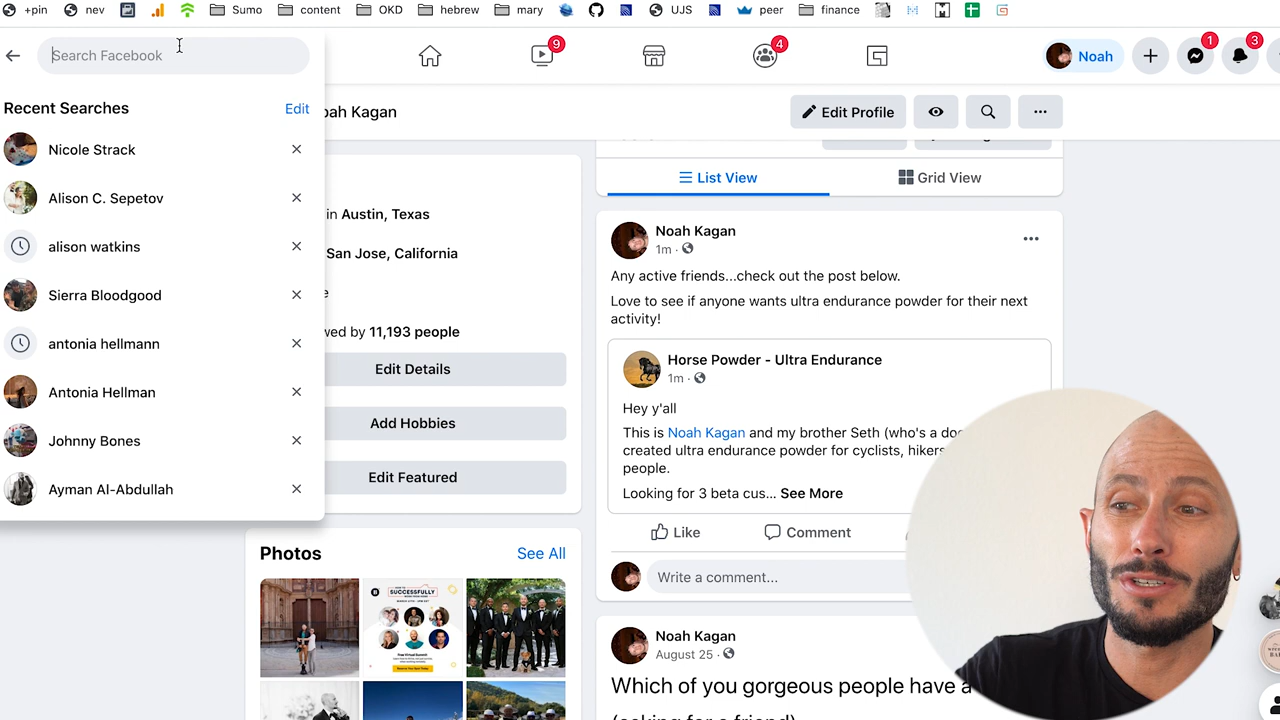 +pin
nev
Sumo
content
OKD
hebrew
mary
UJS
peer
finance
Search Facebook
9
4
Noah
1
3
Recent Searches
Edit
Nicole Strack
Alison C. Sepetov
alison watkins
Sierra Bloodgood
antonia hellmann
Antonia Hellman
Johnny Bones
Ayman Al-Abdullah
oah Kagan
Edit Profile
in Austin, Texas
San Jose, California
wed by 11,193 people
Edit Details
Add Hobbies
Edit Featured
Photos
See All
SUCCESSFULLY
List View
Grid View
Noah Kagan
1m
Any active friends...check out the post below.
Love to see if anyone wants ultra endurance powder for their next
activity!
Horse Powder - Ultra Endurance
1m
Hey y'all
This is Noah Kagan and my brother Seth (who's a doc
created ultra endurance powder for cyclists, hikers
people.
Looking for 3 beta cus... See More
Like
Comment
Write a comment...
Noah Kagan
August 25
Which of you gorgeous people have a
(asking for a friend)